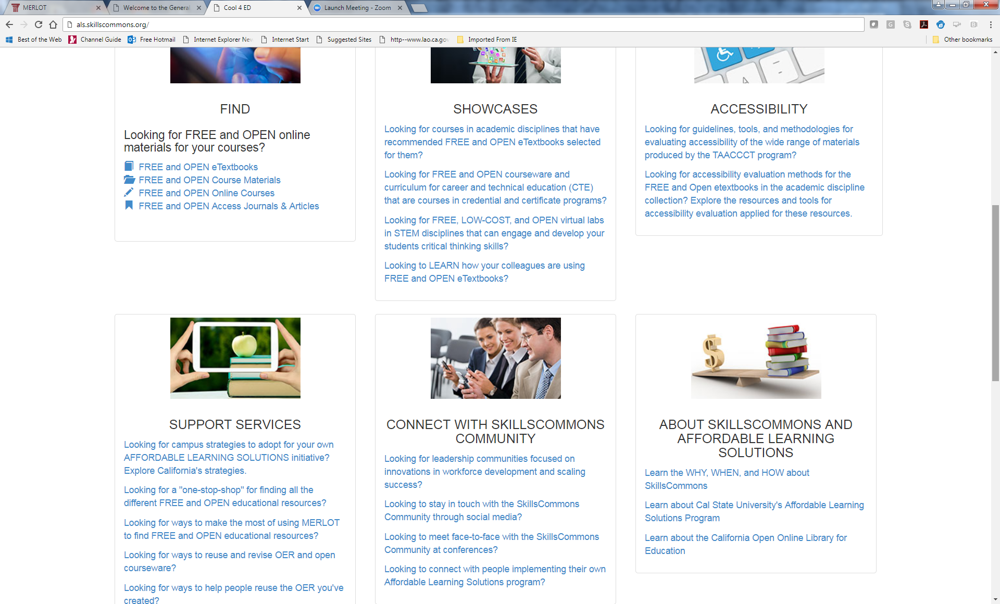 MERLOT
Welcome to the General
Cool 4 ED
Launch Meeting - Zoom
als.skillscommons.org/
Best of the Web
Channel Guide
Free Hotmail
Internet Explorer New
Internet Start
Suggested Sites
http--www.lao.ca.gov
Imported From IE
Other bookmarks
FIND
Looking for FREE and OPEN online
materials for your courses?
FREE and OPEN eTextbooks
FREE and OPEN Course Materials
FREE and OPEN Online Courses
FREE and OPEN Access Journals & Articles
SHOWCASES
Looking for courses in academic disciplines that have
recommended FREE and OPEN eTextbooks selected
for them?
Looking for FREE and OPEN courseware and
curriculum for career and technical education (CTE)
that are courses in credential and certificate programs?
Looking for FREE, LOW-COST, and OPEN virtual labs
in STEM disciplines that can engage and develop your
students critical thinking skills?
Looking to LEARN how your colleagues are using
FREE and OPEN eTextbooks?
B
A
ACCESSIBILITY
Looking for guidelines, tools, and methodologies for
evaluating accessibility of the wide range of materials
produced by the TAACCCT program?
Looking for accessibility evaluation methods for the
FREE and Open etextbooks in the academic discipline
collection? Explore the resources and tools for
accessibility evaluation applied for these resources.
SUPPORT SERVICES
Looking for campus strategies to adopt for your own
AFFORDABLE LEARNING SOLUTIONS initiative?
Explore California's strategies.
Looking for a "one-stop-shop" for finding all the
different FREE and OPEN educational resources?
Looking for ways to make the most of using MERLOT
to find FREE and OPEN educational resources?
Looking for ways to reuse and revise OER and open
courseware?
Looking for ways to help people reuse the OER you've
created?
CONNECT WITH SKILLSCOMMONS
COMMUNITY
Looking for leadership communities focused on
innovations in workforce development and scaling
success?
Looking to stay in touch with the SkillsCommons
Community through social media?
Looking to meet face-to-face with the SkillsCommons
Community at conferences?
Looking to connect with people implementing their own
Affordable Learning Solutions program?
$
ABOUT SKILLSCOMMONS AND
AFFORDABLE LEARNING
SOLUTIONS
Learn the WHY, WHEN, and HOW about
SkillsCommons
Learn about Cal State University's Affordable Learning
Solutions Program
Learn about the California Open Online Library for
Education